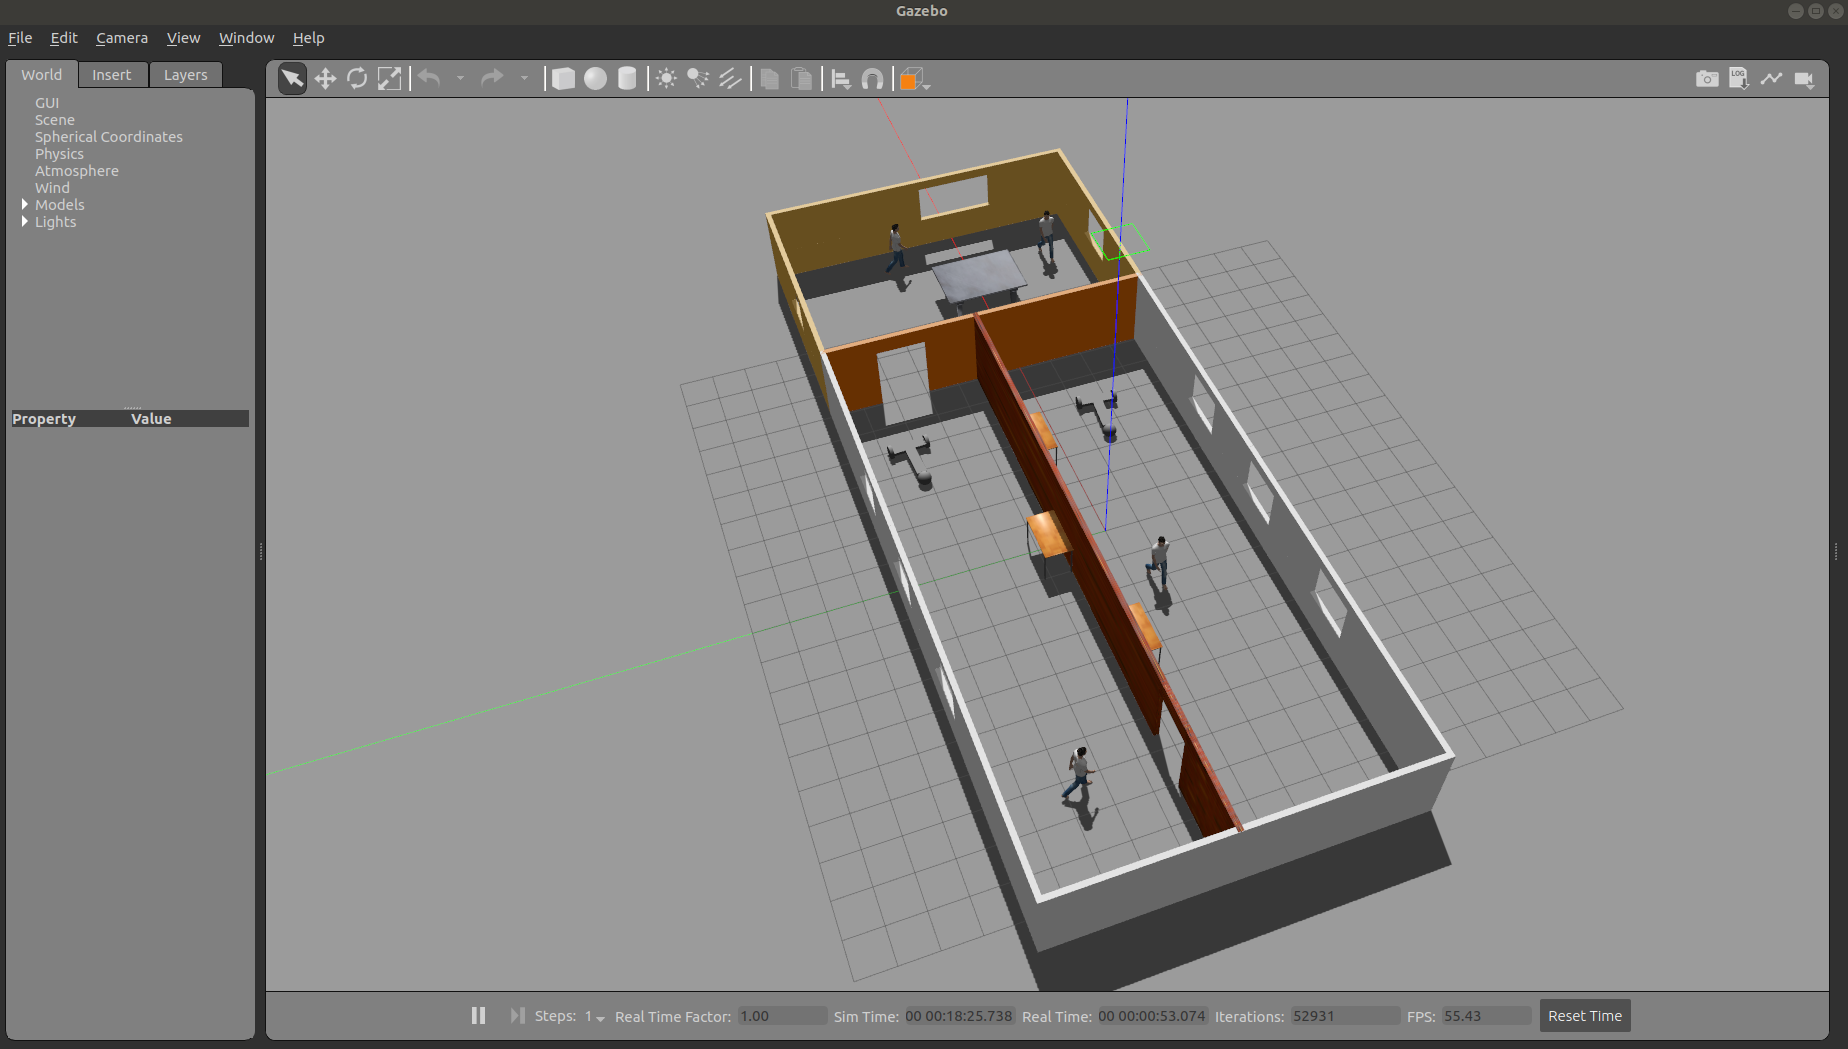 Gazebo
File Edit Camera View Window Help
World Insert Layers
LOG
GUI
Scene
Spherical Coordinates
Physics
Atmosphere
Wind
Models
Lights
Property Value
Steps: 1 Real Time Factor: 1.00 Sim Time: 00 00:18:25.738 Real Time: 00 00:00:53.074 Iterations: 52931 FPS: 55.43 Reset Time